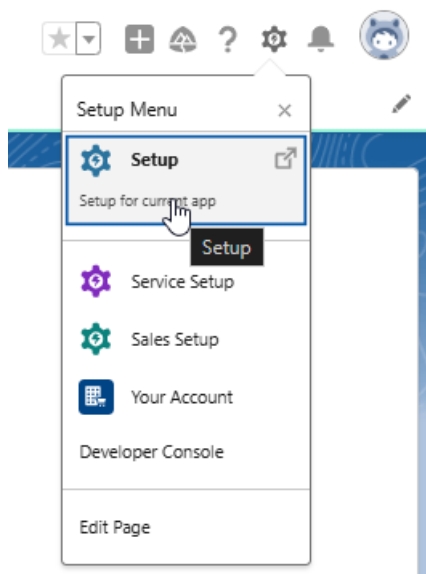 Setup Menu
Setup
Setup for current app
Setup
Service Setup
Sales Setup
Your Account
Developer Console
Edit Page